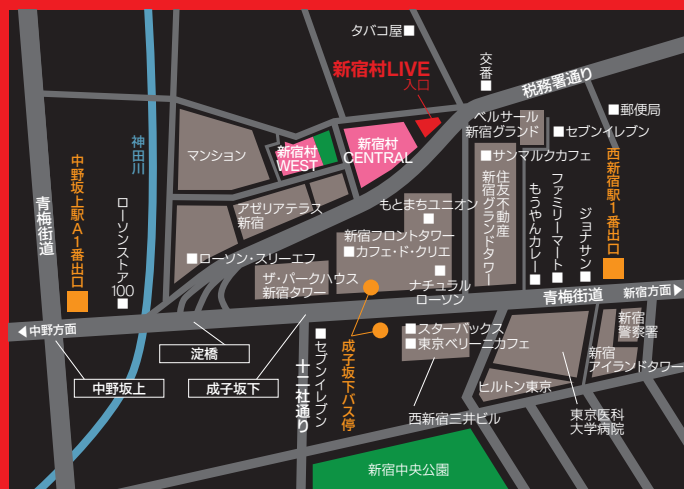 タバコ屋
新宿村LIVE
入口
交番
税務署通り
郵便局
ベルサール
新宿グランド
セブンイレブン
サンマルクカフェ
神田川
マンション
新宿村
WEST
新宿村
CENTRAL
中野坂上駅A1番出口
西新宿駅1番出口
青梅街道
ローソンストア
100
アゼリアテラス
新宿
もとまちユニオン
住友不動産
新宿グランドタワー
もうやんカレー
ファミリーマート
ジョナサン
新宿フロントタワー
カフェ・ド・クリエ
ローソン・スリーエフ
ザ・パークハウス
新宿タワー
ナチュラル
ローソン
青梅街道
新宿方面
中野方面
淀橋
中野坂上
成子坂下
セブンイレブン
十二社通り
成子坂下バス停
スターバックス
東京ベリーニカフェ
新宿
警察署
新宿
アイランドタワー
ヒルトン東京
西新宿三井ビル
東京医科
大学病院
新宿中央公園